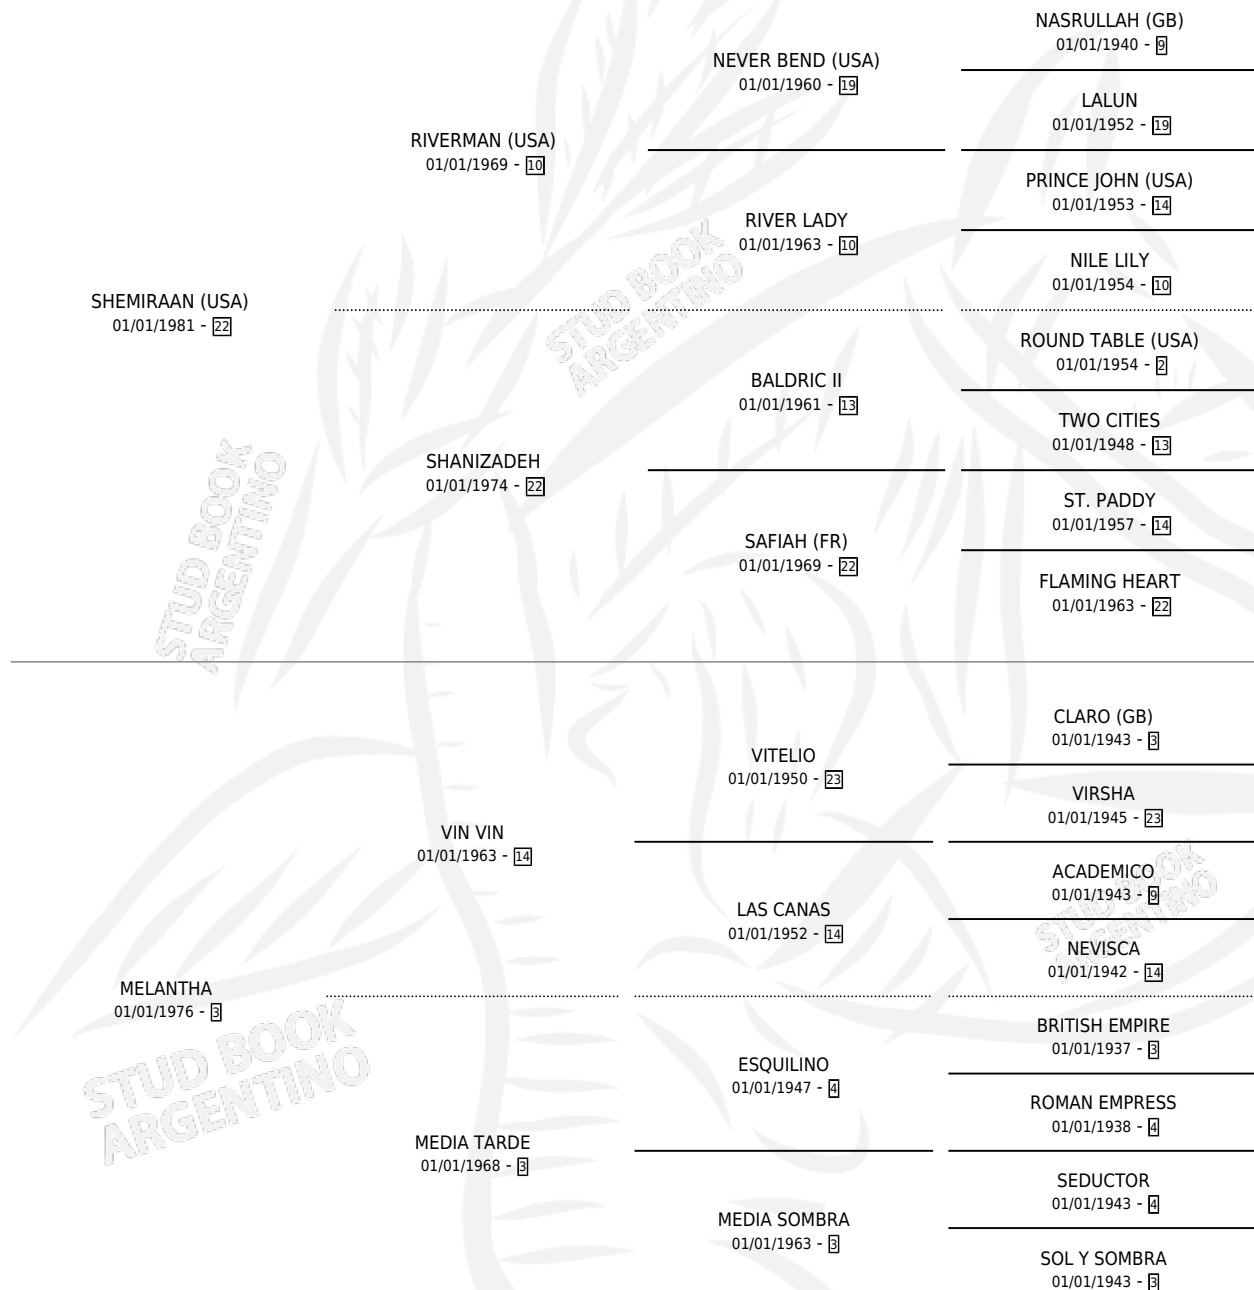 NASRULLAH (GB)
01/01/1940 - 9
NEVER BEND (USA)
01/01/1960 - 19
LALUN
01/01/1952 - 19
RIVERMAN (USA)
01/01/1969 - 10
PRINCE JOHN (USA)
01/01/1953 - 14
RIVER LADY
01/01/1963 - 10
NILE LILY
01/01/1954 - 10
SHEMIRAAN (USA)
01/01/1981 - 22
ROUND TABLE (USA)
01/01/1954 - 2
BALDRIC II
01/01/1961 - 13
TWO CITIES
01/01/1948 - 13
SHANIZADEH
01/01/1974 - 22
ST. PADDY
01/01/1957 - 14
SAFIAH (FR)
01/01/1969 - 22
FLAMING HEART
01/01/1963 - 22
CLARO (GB)
01/01/1943 - 3
VITELIO
01/01/1950 - 23
VIRSHA
01/01/1945 - 23
VIN VIN
01/01/1963 - 14
ACADEMICO
01/01/1943 - 9
LAS CANAS
01/01/1952 - 14
NEVISCA
01/01/1942 - 14
MELANTHA
01/01/1976 - 3
BRITISH EMPIRE
01/01/1937 - 3
ESQUILINO
01/01/1947 - 4
ROMAN EMPRESS
01/01/1938 - 4
MEDIA TARDE
01/01/1968 - 3
SEDUCTOR
01/01/1943 - 4
MEDIA SOMBRA
01/01/1963 - 3
SOL Y SOMBRA
01/01/1943 - 3
STUD BOOK
ARGENTINO
STUD BOOK
ARGENTINO
STUD BOOK
ARGENTINO
STUD BOOK
ARGENTINO